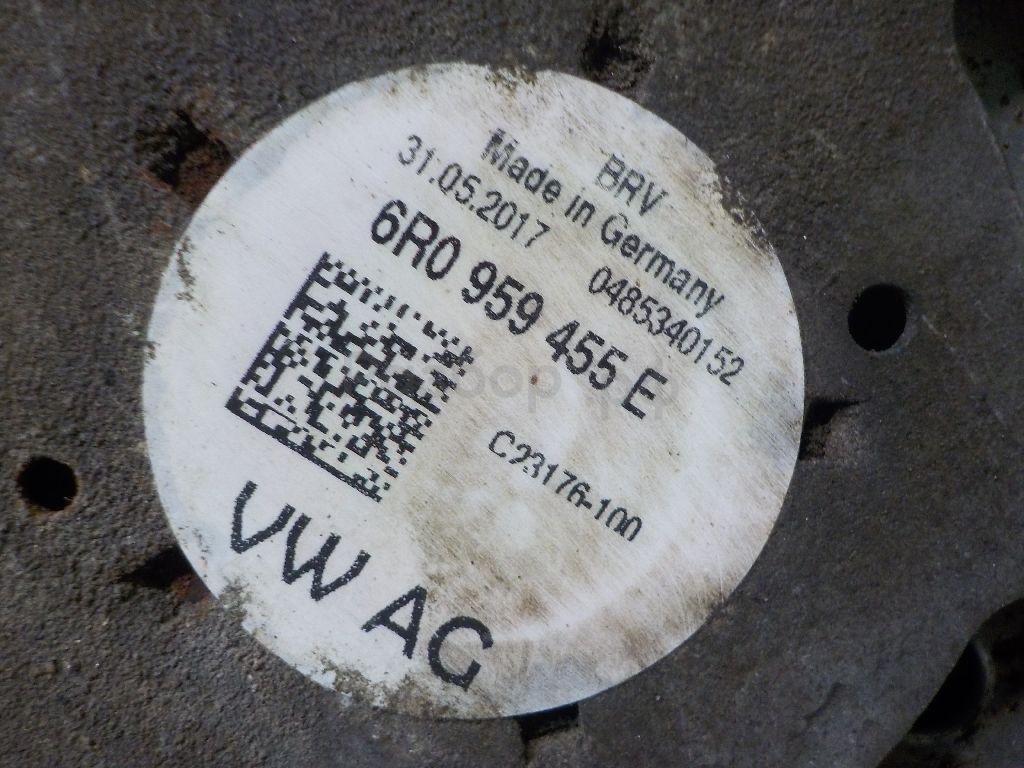 BRV
Made in Germany
31.05.2017 0485340152
6R0 959 455 E
C23176-100
VW AG